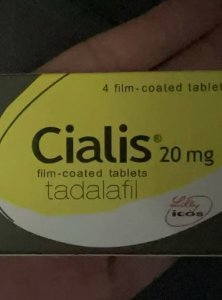 4 film-coated tablet
Cialis® 20 mg
film-coated tablets
tadalafil
Lilly
icos